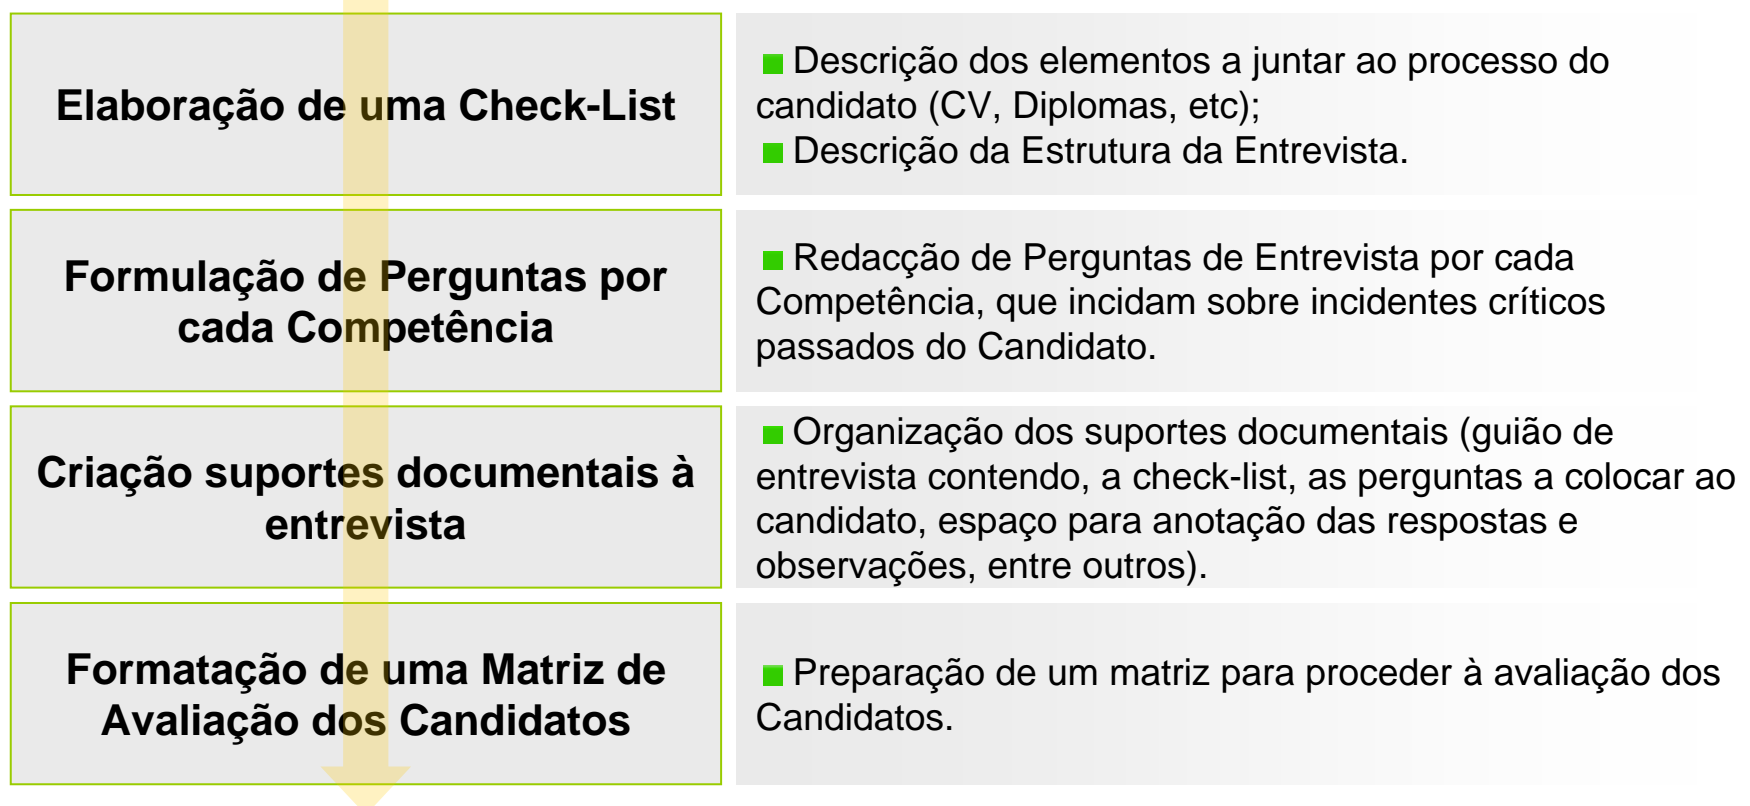 Elaboração de uma Check-List
Descrição dos elementos a juntar ao processo do
candidato (CV, Diplomas, etc);
Descrição da Estrutura da Entrevista.
Formulação de Perguntas por
cada Competência
Redacção de Perguntas de Entrevista por cada
Competência, que incidam sobre incidentes críticos
passados do Candidato.
Criação suportes documentais à
entrevista
Organização dos suportes documentais (guião de
entrevista contendo, a check-list, as perguntas a colocar ao
candidato, espaço para anotação das respostas e
observações, entre outros).
Formatação de uma Matriz de
Avaliação dos Candidatos
Preparação de um matriz para proceder à avaliação dos
Candidatos.